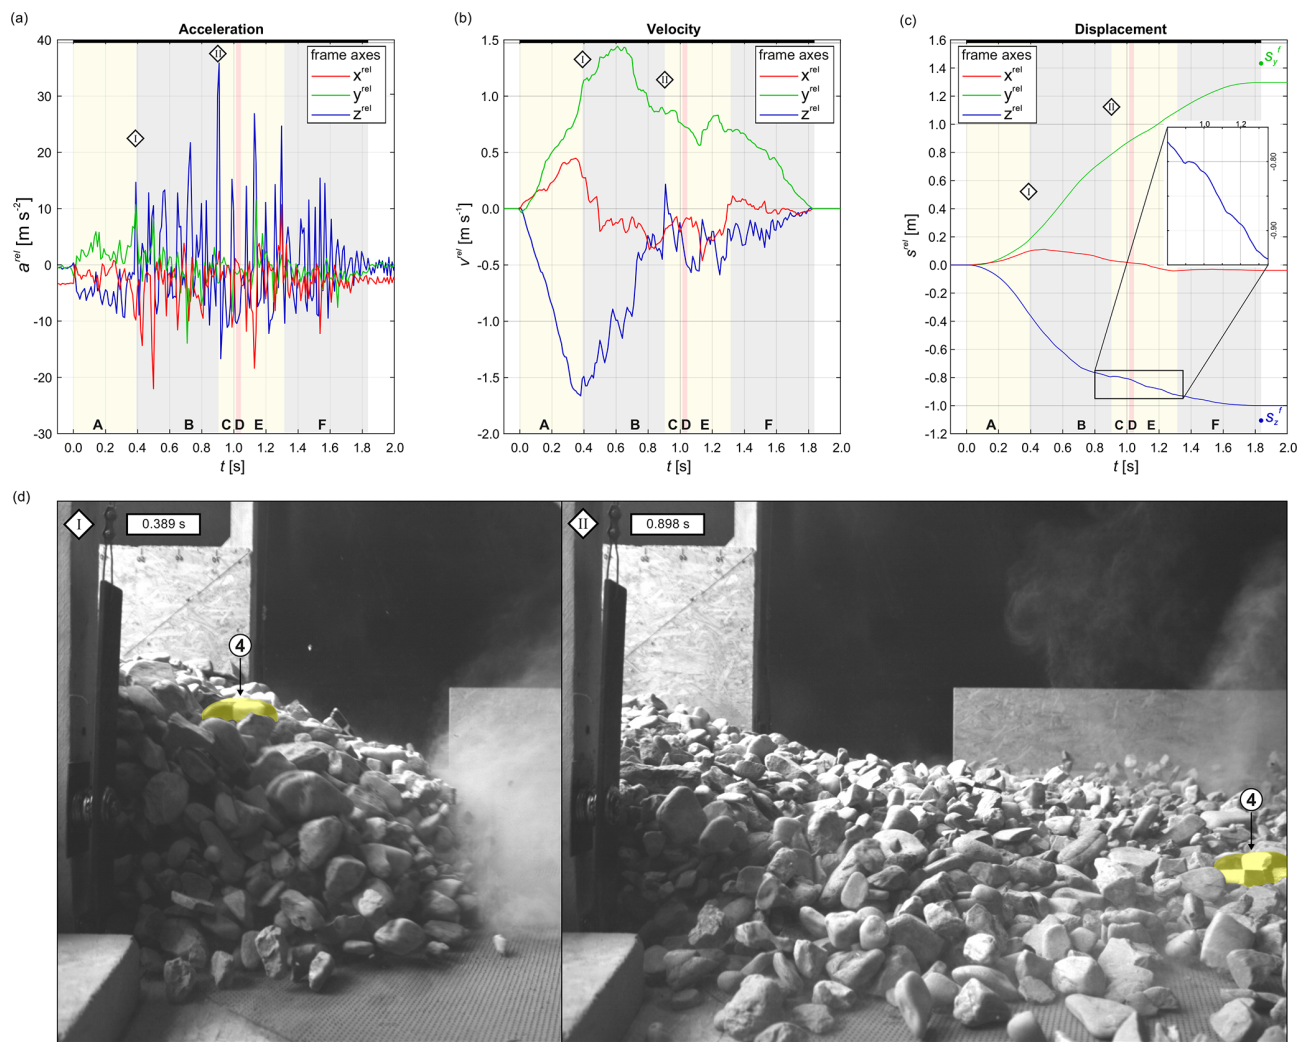 (a)
Acceleration
40
30
20
10
0
-10
-20
-30
a^rel [m s^-2]
I
II
frame axes
x^rel
y^rel
z^rel
A
B
C
D
E
F
0.0
0.2
0.4
0.6
0.8
1.0
1.2
1.4
1.6
1.8
2.0
t [s]
(b)
Velocity
1.5
1.0
0.5
0.0
-0.5
-1.0
-1.5
-2.0
v^rel [m s^-1]
I
II
frame axes
x^rel
y^rel
z^rel
A
B
C
D
E
F
0.0
0.2
0.4
0.6
0.8
1.0
1.2
1.4
1.6
1.8
2.0
t [s]
(c)
Displacement
1.6
1.4
1.2
1.0
0.8
0.6
0.4
0.2
0.0
-0.2
-0.4
-0.6
-0.8
-1.0
-1.2
s^rel [m]
I
II
frame axes
x^rel
y^rel
z^rel
S_y^f
1,0
1,2
-0.80
-0.90
S_z^f
A
B
C
D
E
F
0.0
0.2
0.4
0.6
0.8
1.0
1.2
1.4
1.6
1.8
2.0
t [s]
(d)
I
0.389 s
4
II
0.898 s
4